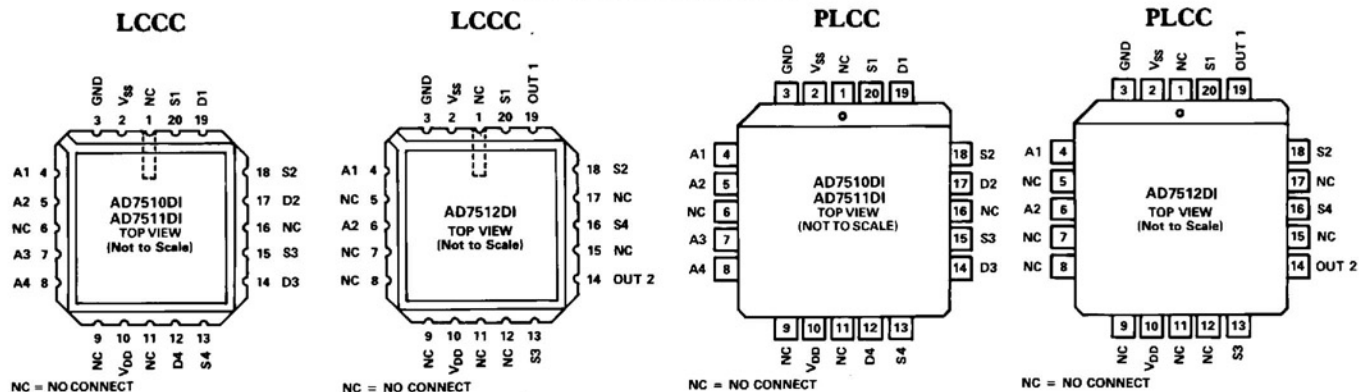 LCCC
GND VSS NC S1 D1
3 2 1 20 19
A1 4
A2 5
NC 6
A3 7
A4 8
AD7510DI
AD7511DI
TOP VIEW
(Not to Scale)
18 S2
17 D2
16 NC
15 S3
14 D3
9 10 11 12 13
NC VDD NC D4 S4
NC = NO CONNECT
LCCC
GND VSS NC S1 OUT 1
3 2 1 20 19
A1 4
NC 5
A2 6
NC 7
NC 8
AD7512DI
TOP VIEW
(Not to Scale)
18 S2
17 NC
16 S4
15 NC
14 OUT 2
9 10 11 12 13
NC VDD NC NC S3
NC = NO CONNECT
PLCC
GND VSS NC S1 D1
3 2 1 20 19
A1 4
A2 5
NC 6
A3 7
A4 8
AD7510DI
AD7511DI
TOP VIEW
(NOT TO SCALE)
18 S2
17 D2
16 NC
15 S3
14 D3
9 10 11 12 13
NC VDD NC D4 S4
NC = NO CONNECT
PLCC
GND VSS NC S1 OUT 1
3 2 1 20 19
A1 4
NC 5
A2 6
NC 7
NC 8
AD7512DI
TOP VIEW
(Not to Scale)
18 S2
17 NC
16 S4
15 NC
14 OUT 2
9 10 11 12 13
NC VDD NC NC S3
NC = NO CONNECT